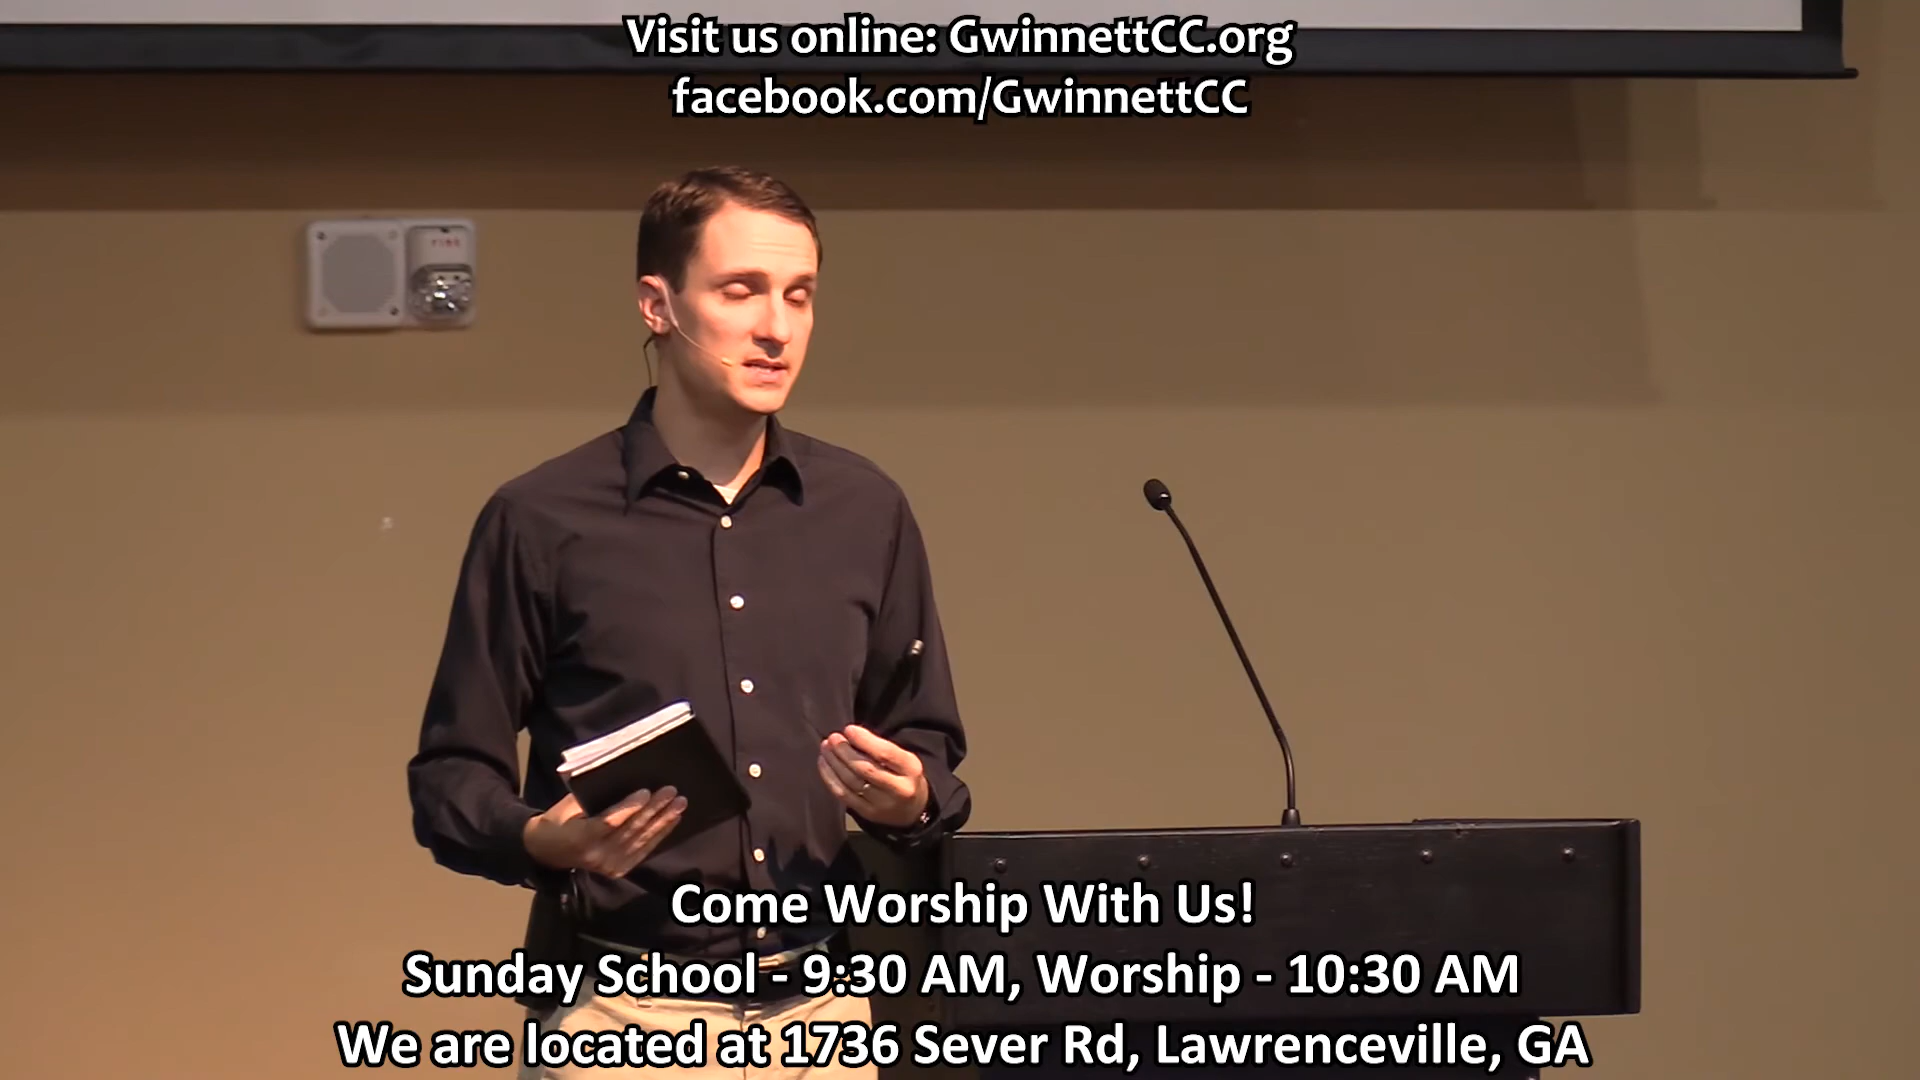 Visit us online: GwinnettCC.org
facebook.com/GwinnettCC
FIRE
Come Worship With Us!
Sunday School - 9:30 AM, Worship - 10:30 AM
We are located at 1736 Sever Rd, Lawrenceville, GA